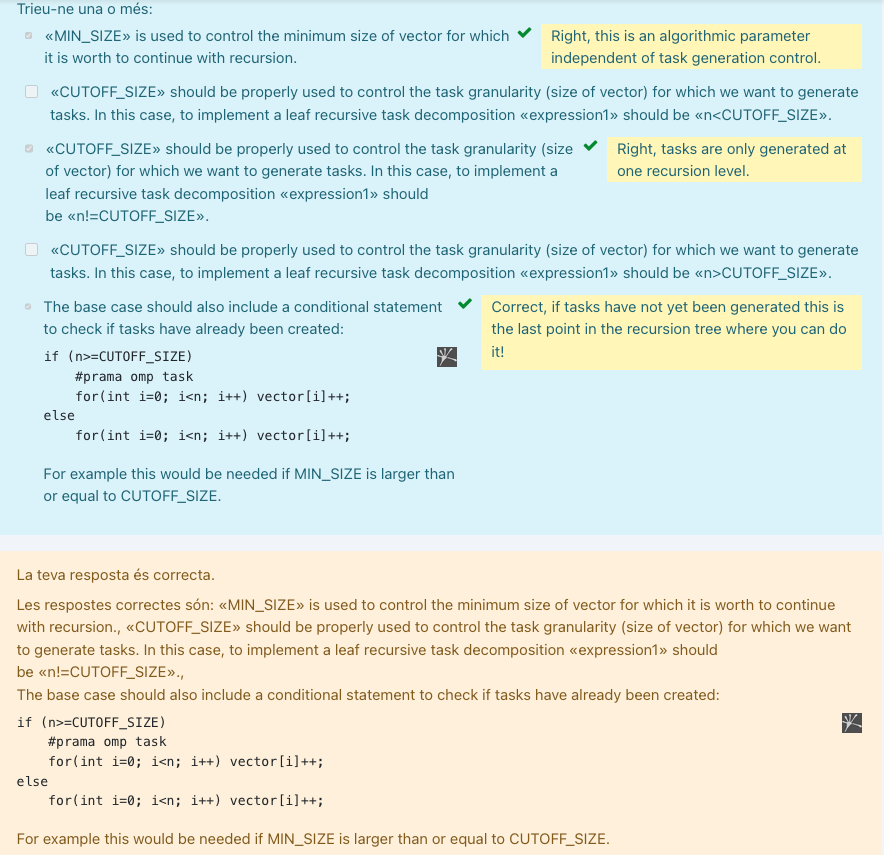 Trieu-ne una o més:
«MIN_SIZE» is used to control the minimum size of vector for which
it is worth to continue with recursion.
Right, this is an algorithmic parameter
independent of task generation control.
«CUTOFF_SIZE» should be properly used to control the task granularity (size of vector) for which we want to generate
tasks. In this case, to implement a leaf recursive task decomposition «expression1» should be «n<CUTOFF_SIZE».
«CUTOFF_SIZE» should be properly used to control the task granularity (size
of vector) for which we want to generate tasks. In this case, to implement a
leaf recursive task decomposition «expression1» should
be «n!=CUTOFF_SIZE».
Right, tasks are only generated at
one recursion level.
«CUTOFF_SIZE» should be properly used to control the task granularity (size of vector) for which we want to generate
tasks. In this case, to implement a leaf recursive task decomposition «expression1» should be «n>CUTOFF_SIZE».
The base case should also include a conditional statement
to check if tasks have already been created:
Correct, if tasks have not yet been generated this is
the last point in the recursion tree where you can do
it!
if (n>=CUTOFF_SIZE)
    #prama omp task
    for(int i=0; i<n; i++) vector[i]++;
else
    for(int i=0; i<n; i++) vector[i]++;
For example this would be needed if MIN_SIZE is larger than
or equal to CUTOFF_SIZE.
La teva resposta és correcta.
Les respostes correctes són: «MIN_SIZE» is used to control the minimum size of vector for which it is worth to continue
with recursion., «CUTOFF_SIZE» should be properly used to control the task granularity (size of vector) for which we want
to generate tasks. In this case, to implement a leaf recursive task decomposition «expression1» should
be «n!=CUTOFF_SIZE».,
The base case should also include a conditional statement to check if tasks have already been created:
if (n>=CUTOFF_SIZE)
    #prama omp task
    for(int i=0; i<n; i++) vector[i]++;
else
    for(int i=0; i<n; i++) vector[i]++;
For example this would be needed if MIN_SIZE is larger than or equal to CUTOFF_SIZE.